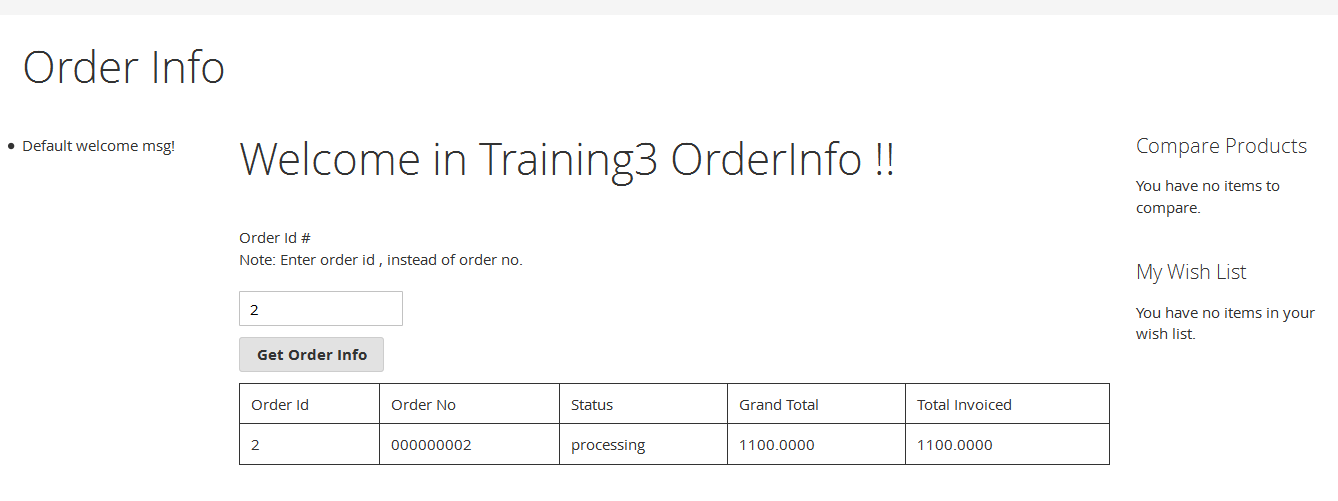 Order Info
Default welcome msg!
Welcome in Training3 OrderInfo !!
Order Id #
Note: Enter order id , instead of order no.
2
Get Order Info
Order Id Order No Status Grand Total Total Invoiced
2 000000002 processing 1100.0000 1100.0000
Compare Products
You have no items to
compare.
My Wish List
You have no items in your
wish list.